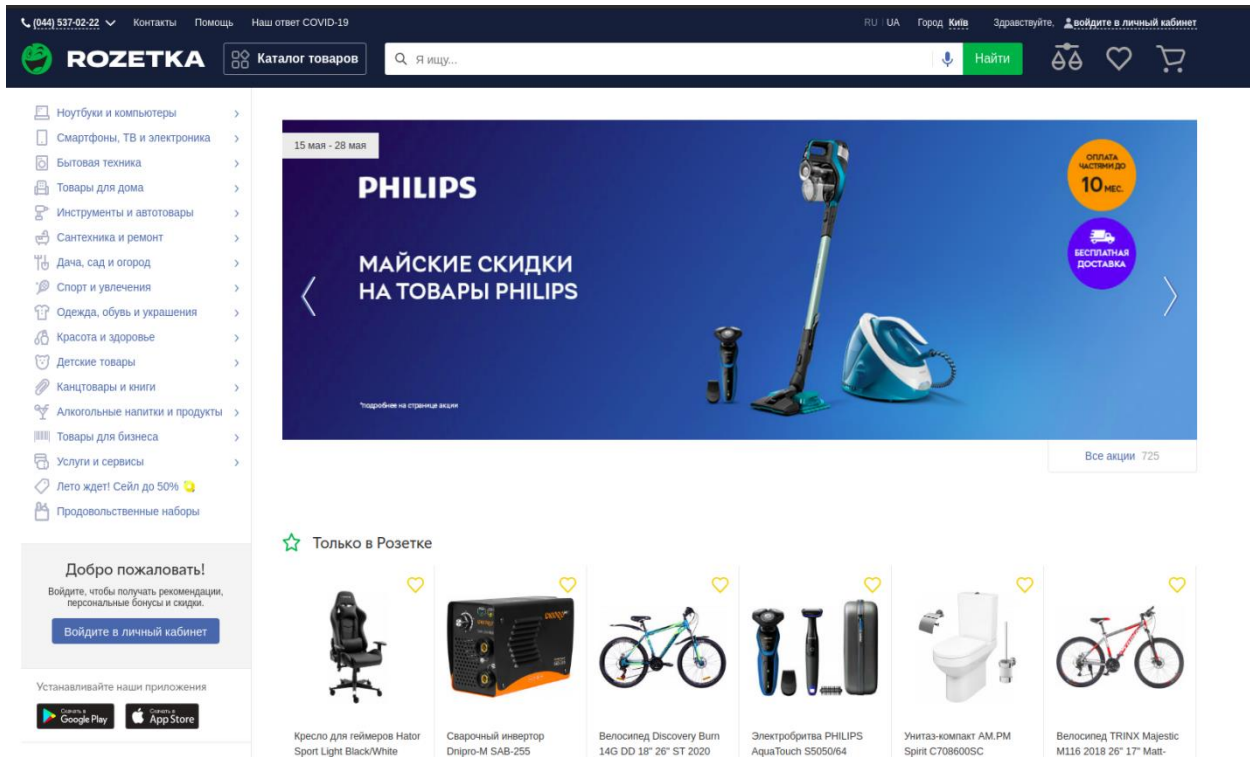 (044) 537-02-22 Контакты Помощь Наш ответ COVID-19 RU UA Город Київ Здравствуйте, войдите в личный кабинет
ROZETKA Каталог товаров Я ищу... Найти
Ноутбуки и компьютеры
Смартфоны, ТВ и электроника
Бытовая техника
Товары для дома
Инструменты и автотовары
Сантехника и ремонт
Дача, сад и огород
Спорт и увлечения
Одежда, обувь и украшения
Красота и здоровье
Детские товары
Канцтовары и книги
Алкогольные напитки и продукты
Товары для бизнеса
Услуги и сервисы
Лето ждет! Сейл до 50%
Продовольственные наборы
Добро пожаловать!
Войдите, чтобы получать рекомендации,
персональные бонусы и скидки.
Войдите в личный кабинет
Устанавливайте наши приложения
Google Play
App Store
15 мая - 28 мая
PHILIPS
МАЙСКИЕ СКИДКИ
НА ТОВАРЫ PHILIPS
*подробнее на странице акции
ОПЛАТА
ЧАСТЯМИ ДО
10 МЕС.
БЕСПЛАТНАЯ
ДОСТАВКА
Все акции 725
Только в Розетке
Кресло для геймеров Hator
Sport Light Black/White
Сварочный инвертор
Dnipro-M SAB-255
Велосипед Discovery Burn
14G DD 18" 26" ST 2020
Электробритва PHILIPS
AquaTouch S5050/64
Унитаз-компакт AM.PM
Spirit C708600SC
Велосипед TRINX Majestic
M116 2018 26" 17" Matt-